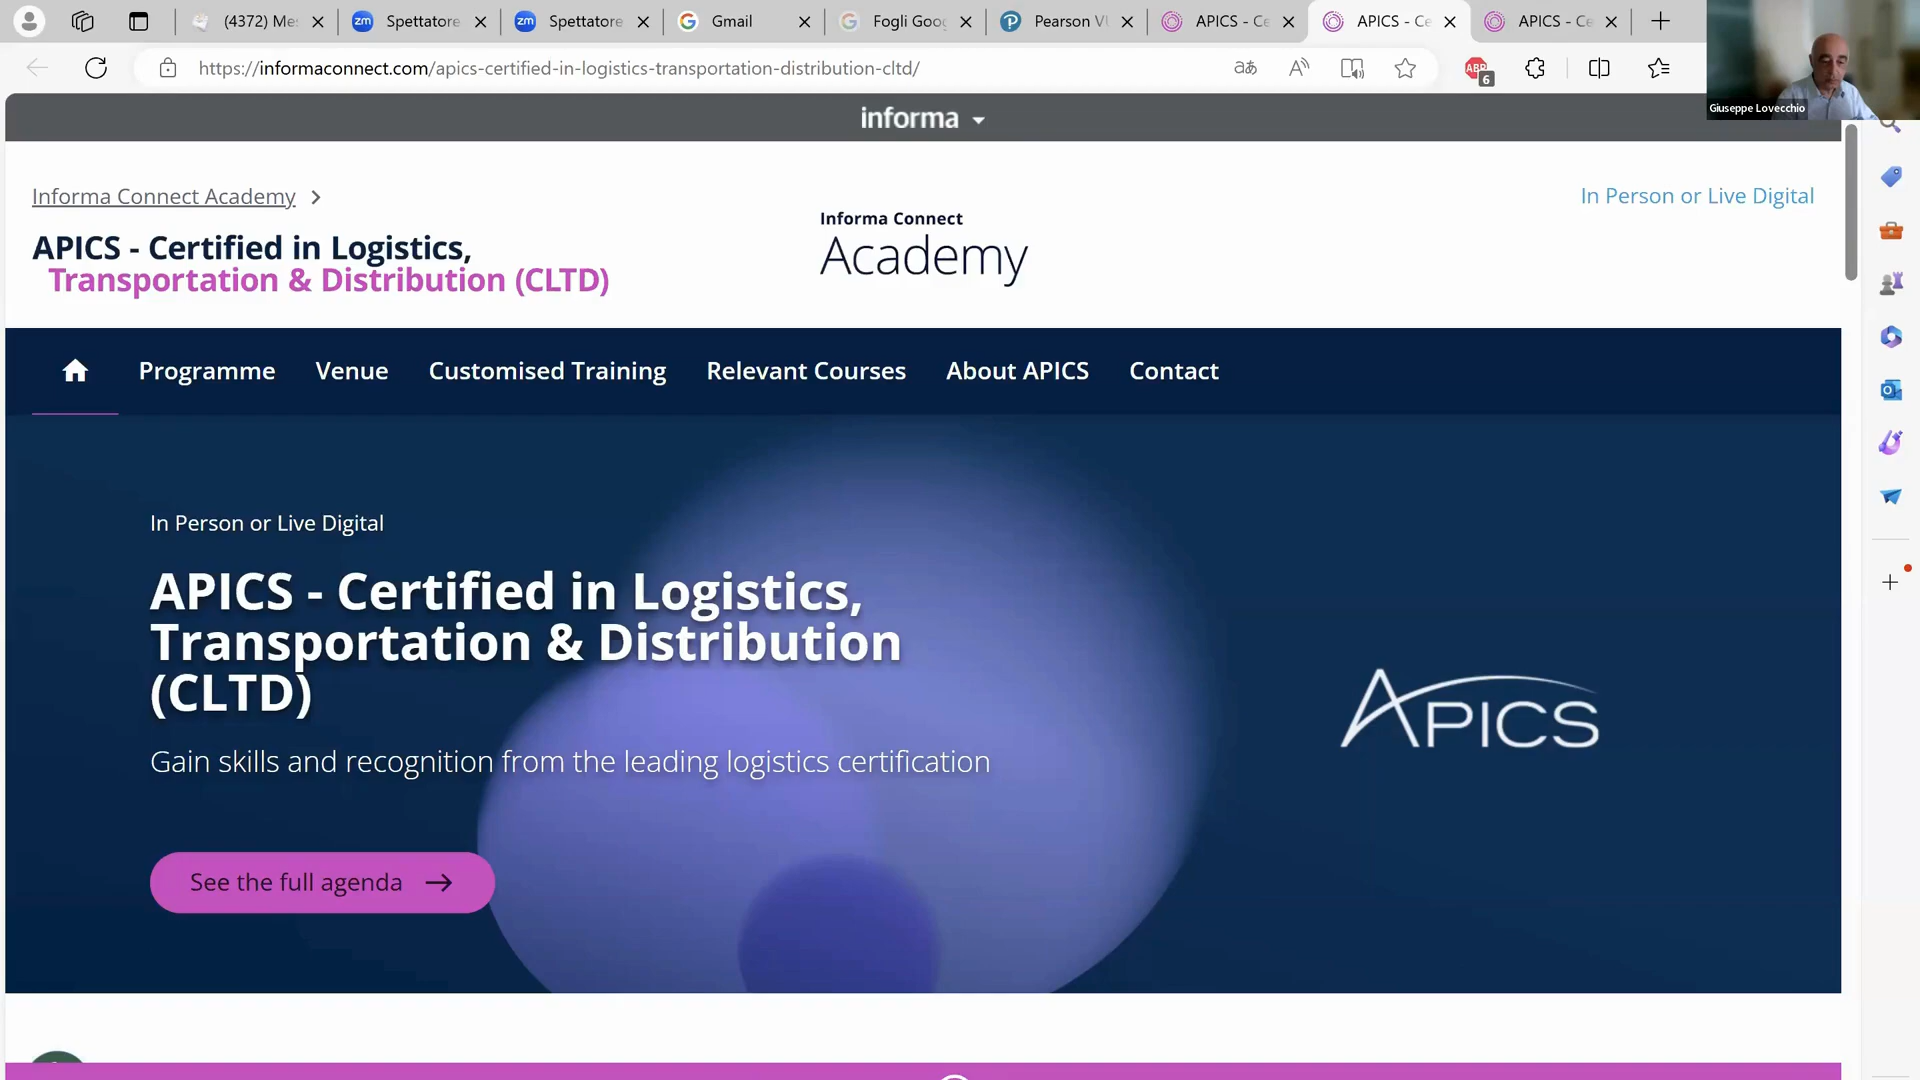 (4372) Me
Spettatore
Spettatore
Gmail
Fogli Goo
Pearson V
APICS - Ce
APICS - Ce
APICS - Ce
https://informaconnect.com/apics-certified-in-logistics-transportation-distribution-cltd/
ABP
6
Giuseppe Lovecchio
informa
Informa Connect Academy
In Person or Live Digital
APICS - Certified in Logistics,
Transportation & Distribution (CLTD)
Informa Connect
Academy
Programme
Venue
Customised Training
Relevant Courses
About APICS
Contact
In Person or Live Digital
APICS - Certified in Logistics,
Transportation & Distribution
(CLTD)
Gain skills and recognition from the leading logistics certification
APICS
See the full agenda